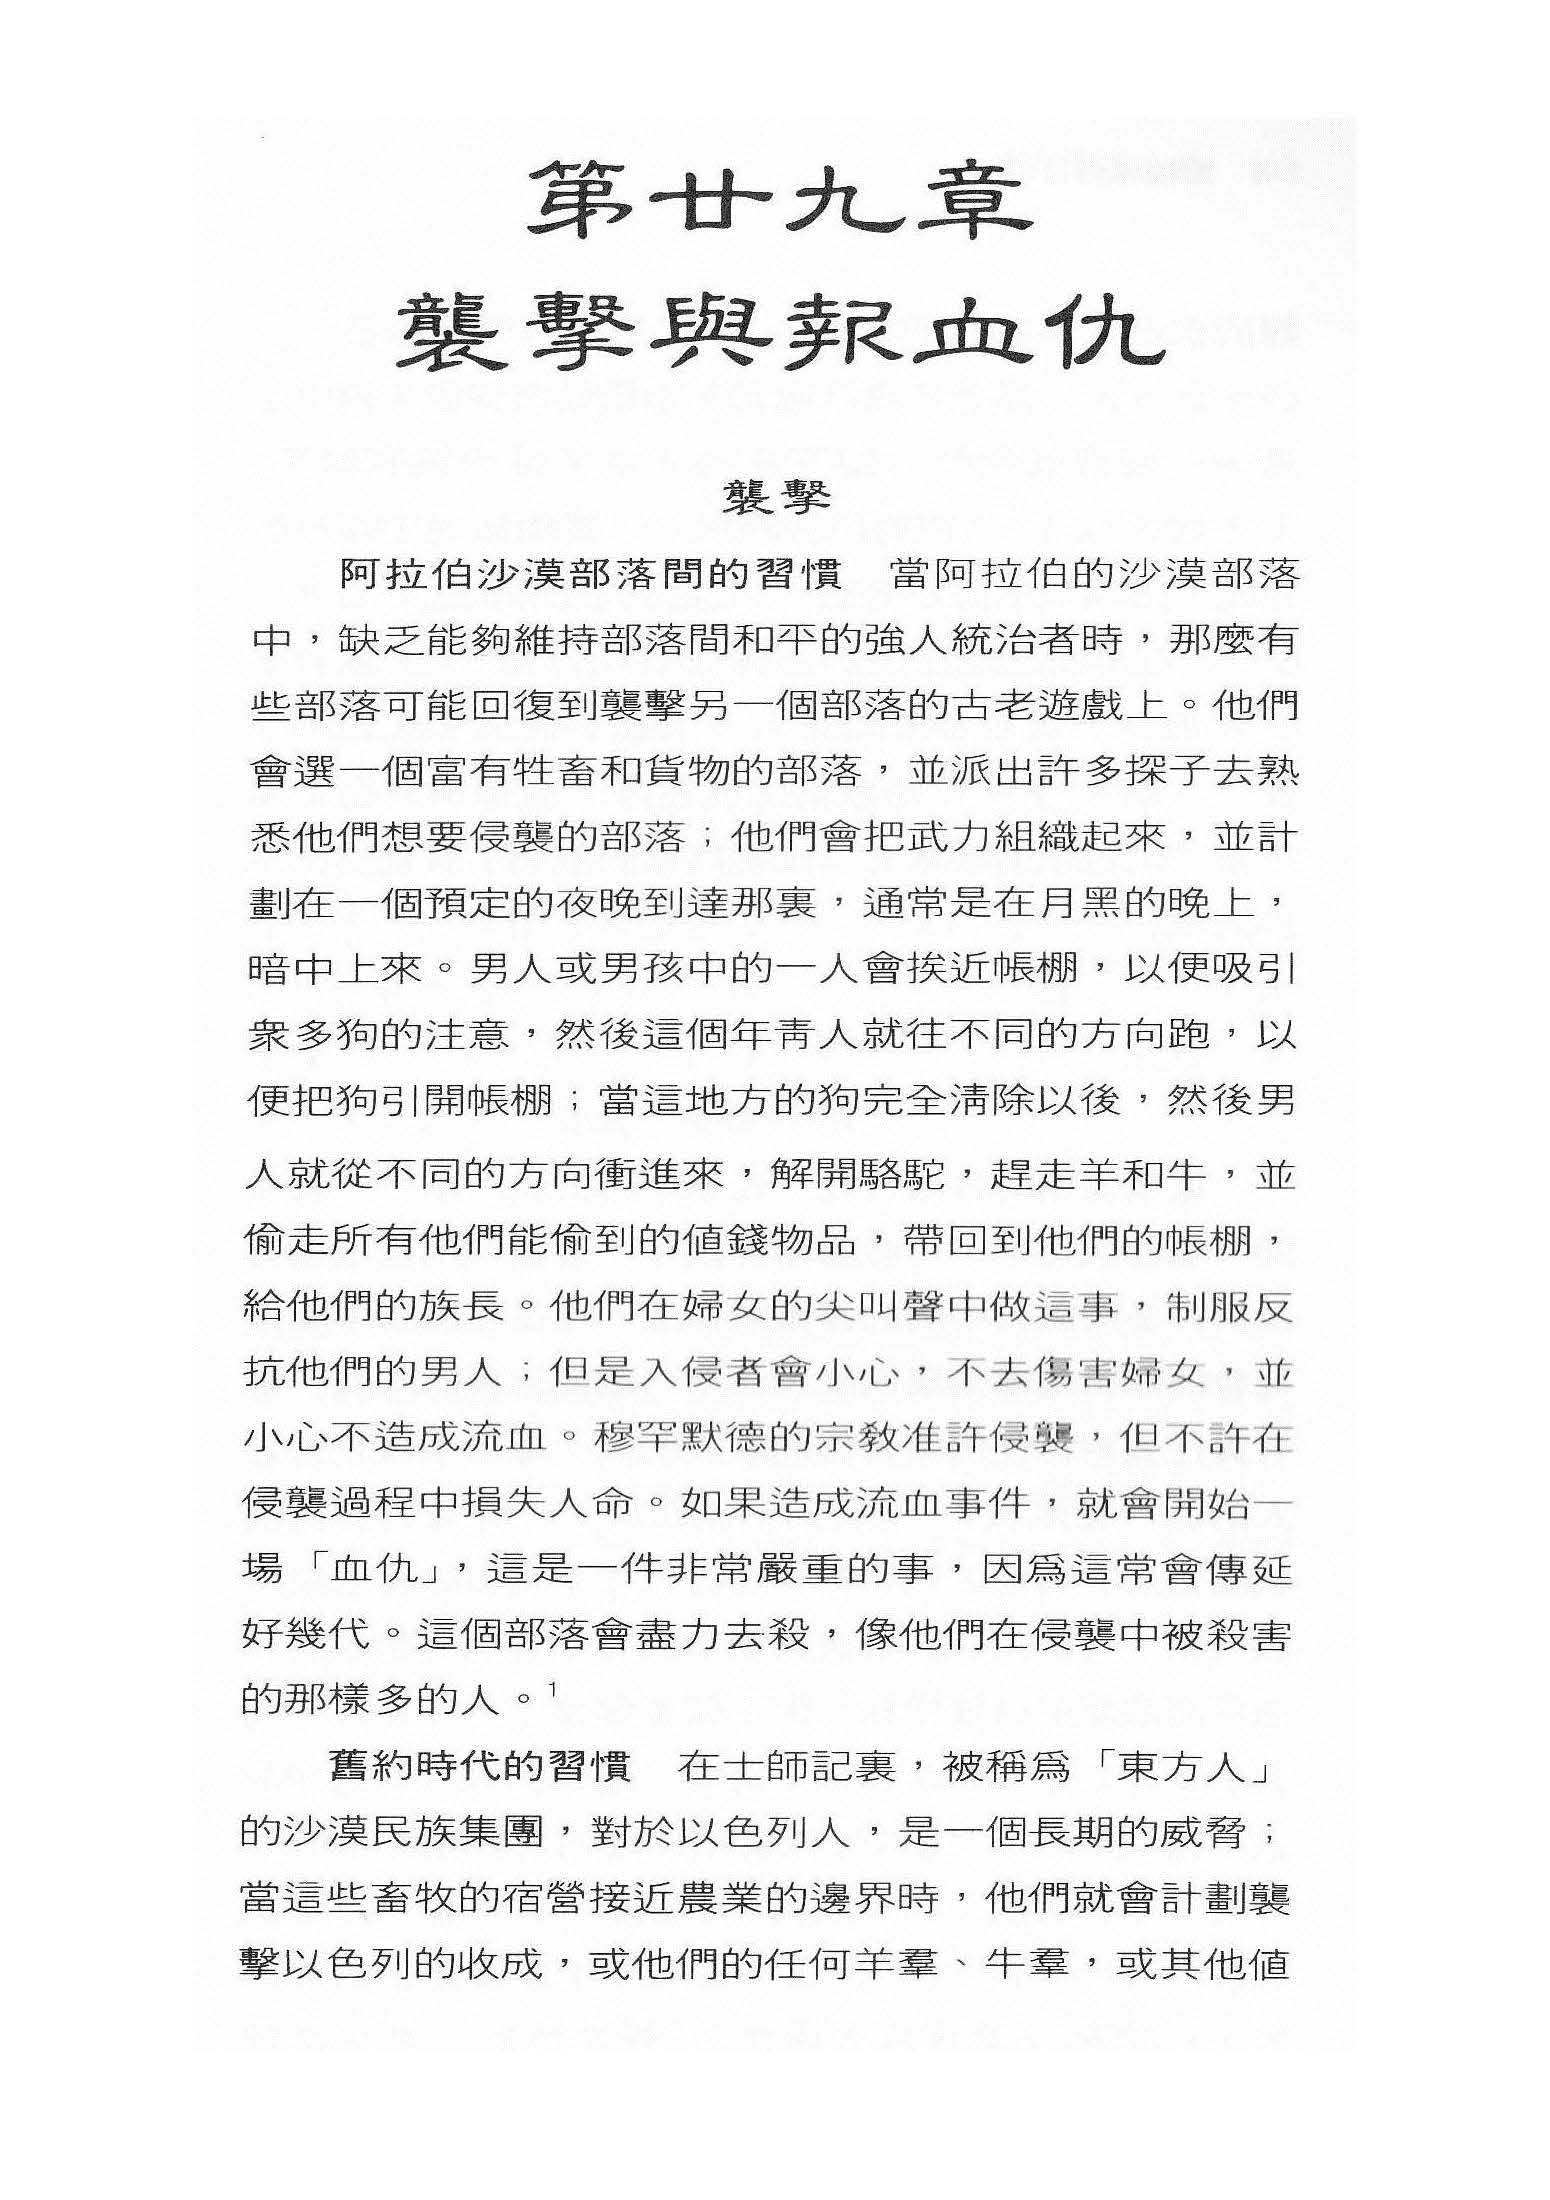 第廿九章
襲擊與報血仇
襲擊
阿拉伯沙漠部落間的習慣　當阿拉伯的沙漠部落
中，缺乏能夠維持部落間和平的強人統治者時，那麼有
些部落可能回復到襲擊另一個部落的古老遊戲上。他們
會選一個富有牲畜和貨物的部落，並派出許多探子去熟
悉他們想要侵襲的部落；他們會把武力組織起來，並計
劃在一個預定的夜晚到達那裏，通常是在月黑的晚上，
暗中上來。男人或男孩中的一人會挨近帳棚，以便吸引
衆多狗的注意，然後這個年靑人就往不同的方向跑，以
便把狗引開帳棚；當這地方的狗完全淸除以後，然後男
人就從不同的方向衝進來，解開駱駝，趕走羊和牛，並
偷走所有他們能偷到的値錢物品，帶回到他們的帳棚，
給他們的族長。他們在婦女的尖叫聲中做這事，制服反
抗他們的男人；但是入侵者會小心，不去傷害婦女，並
小心不造成流血。穆罕默德的宗敎准許侵襲，但不許在
侵襲過程中損失人命。如果造成流血事件，就會開始一
場「血仇」，這是一件非常嚴重的事，因爲這常會傳延
好幾代。這個部落會盡力去殺，像他們在侵襲中被殺害
的那樣多的人。1
舊約時代的習慣　在士師記裏，被稱爲「東方人」
的沙漠民族集團，對於以色列人，是一個長期的威脅；
當這些畜牧的宿營接近農業的邊界時，他們就會計劃襲
擊以色列的收成，或他們的任何羊羣、牛羣，或其他値